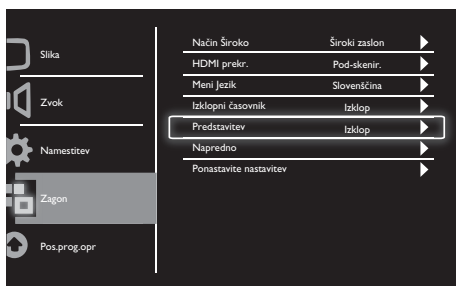 Slika
Zvok
Namestitev
Zagon
Pos.prog.opr
Način Široko Široki zaslon
HDMI prekr. Pod-skenir.
Meni Jezik Slovenščina
Izklopni časovnik Izklop
Predstavitev Izklop
Napredno
Ponastavite nastavitev